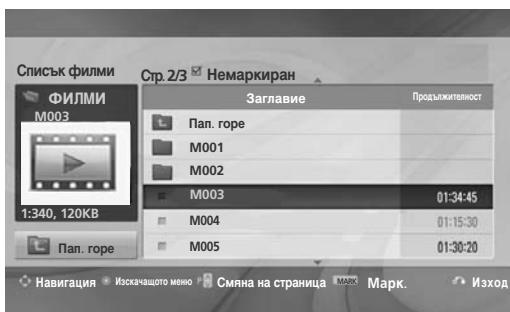 Списък филми
Стр. 2/3 Немаркиран
ФИЛМИ
M003
1:340, 120KB
Пап. горе
Заглавие Продължителност
Пап. горе
M001
M002
M003 01:34:45
M004 01:15:30
M005 01:30:20
Навигация Изскачащото меню P Смяна на страница MARK Марк. Изход